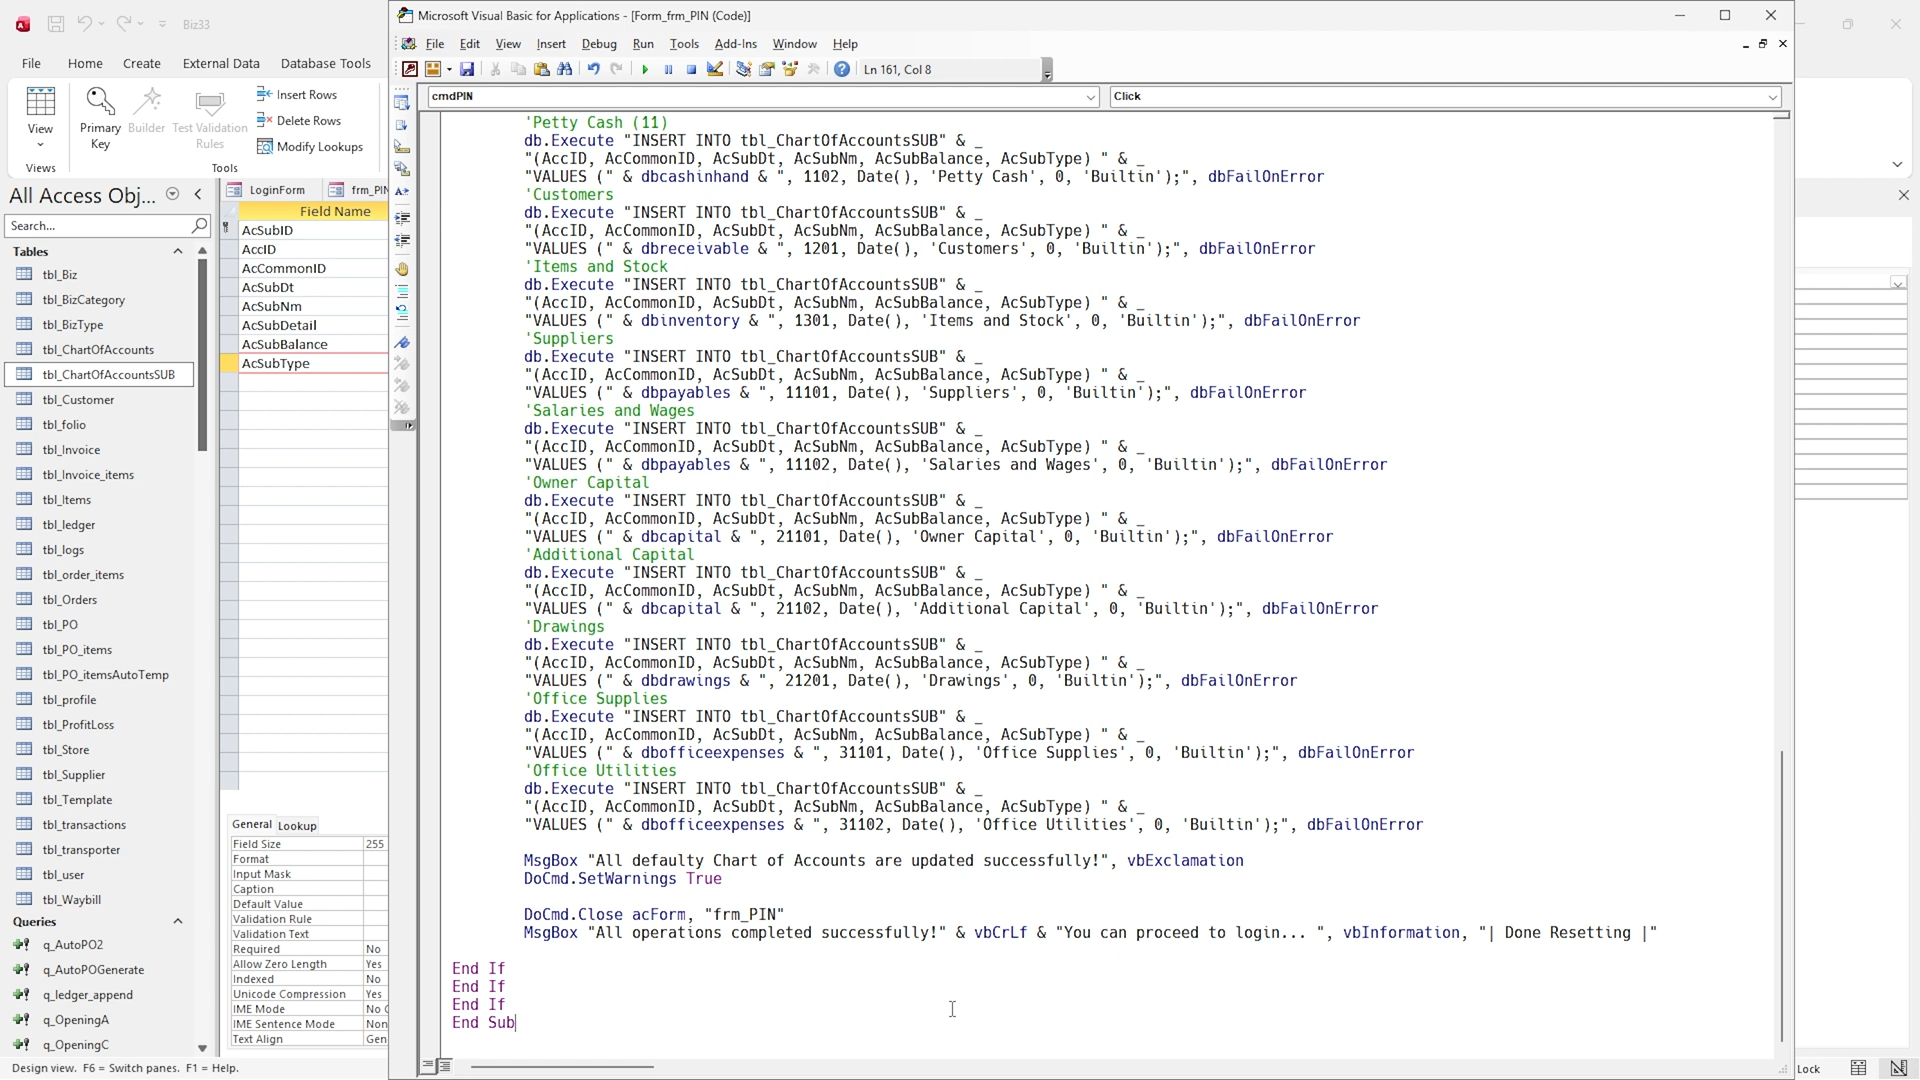 Biz33
Microsoft Visual Basic for Applications - [Form_frm_PIN (Code)]
File Edit View Insert Debug Run Tools Add-Ins Window Help
File Home Create External Data Database Tools
Ln 161, Col 8
View
Primary Key
Builder
Test Validation Rules
Insert Rows
Delete Rows
Modify Lookups
Views
Tools
cmdPIN
Click
All Access Obj...
Search...
LoginForm
frm_PIN
Tables
tbl_Biz
tbl_BizCategory
tbl_BizType
tbl_ChartOfAccounts
tbl_ChartOfAccountsSUB
tbl_Customer
tbl_folio
tbl_Invoice
tbl_Invoice_items
tbl_Items
tbl_ledger
tbl_logs
tbl_order_items
tbl_Orders
tbl_PO
tbl_PO_items
tbl_PO_itemsAutoTemp
tbl_profile
tbl_ProfitLoss
tbl_Store
tbl_Supplier
tbl_Template
tbl_transactions
tbl_transporter
tbl_user
tbl_Waybill
Queries
q_AutoPO2
q_AutoPOGenerate
q_ledger_append
q_OpeningA
q_OpeningC
Field Name
AcSubID
AccID
AcCommonID
AcSubDt
AcSubNm
AcSubDetail
AcSubBalance
AcSubType
General Lookup
Field Size 255
Format
Input Mask
Caption
Default Value
Validation Rule
Validation Text
Required No
Allow Zero Length Yes
Indexed No
Unicode Compression Yes
IME Mode No
IME Sentence Mode Non
Text Align Gen
'Petty Cash (11)
db.Execute "INSERT INTO tbl_ChartOfAccountsSUB" & _
"(AccID, AcCommonID, AcSubDt, AcSubNm, AcSubBalance, AcSubType) " & _
"VALUES (" & dbcashinhand & ", 1102, Date(), 'Petty Cash', 0, 'Builtin');", dbFailOnError
'Customers
db.Execute "INSERT INTO tbl_ChartOfAccountsSUB" & _
"(AccID, AcCommonID, AcSubDt, AcSubNm, AcSubBalance, AcSubType) " & _
"VALUES (" & dbreceivable & ", 1201, Date(), 'Customers', 0, 'Builtin');", dbFailOnError
'Items and Stock
db.Execute "INSERT INTO tbl_ChartOfAccountsSUB" & _
"(AccID, AcCommonID, AcSubDt, AcSubNm, AcSubBalance, AcSubType) " & _
"VALUES (" & dbinventory & ", 1301, Date(), 'Items and Stock', 0, 'Builtin');", dbFailOnError
'Suppliers
db.Execute "INSERT INTO tbl_ChartOfAccountsSUB" & _
"(AccID, AcCommonID, AcSubDt, AcSubNm, AcSubBalance, AcSubType) " & _
"VALUES (" & dbpayables & ", 11101, Date(), 'Suppliers', 0, 'Builtin');", dbFailOnError
'Salaries and Wages
db.Execute "INSERT INTO tbl_ChartOfAccountsSUB" & _
"(AccID, AcCommonID, AcSubDt, AcSubNm, AcSubBalance, AcSubType) " & _
"VALUES (" & dbpayables & ", 11102, Date(), 'Salaries and Wages', 0, 'Builtin');", dbFailOnError
'Owner Capital
db.Execute "INSERT INTO tbl_ChartOfAccountsSUB" & _
"(AccID, AcCommonID, AcSubDt, AcSubNm, AcSubBalance, AcSubType) " & _
"VALUES (" & dbcapital & ", 21101, Date(), 'Owner Capital', 0, 'Builtin');", dbFailOnError
'Additional Capital
db.Execute "INSERT INTO tbl_ChartOfAccountsSUB" & _
"(AccID, AcCommonID, AcSubDt, AcSubNm, AcSubBalance, AcSubType) " & _
"VALUES (" & dbcapital & ", 21102, Date(), 'Additional Capital', 0, 'Builtin');", dbFailOnError
'Drawings
db.Execute "INSERT INTO tbl_ChartOfAccountsSUB" & _
"(AccID, AcCommonID, AcSubDt, AcSubNm, AcSubBalance, AcSubType) " & _
"VALUES (" & dbdrawings & ", 21201, Date(), 'Drawings', 0, 'Builtin');", dbFailOnError
'Office Supplies
db.Execute "INSERT INTO tbl_ChartOfAccountsSUB" & _
"(AccID, AcCommonID, AcSubDt, AcSubNm, AcSubBalance, AcSubType) " & _
"VALUES (" & dbofficeexpenses & ", 31101, Date(), 'Office Supplies', 0, 'Builtin');", dbFailOnError
'Office Utilities
db.Execute "INSERT INTO tbl_ChartOfAccountsSUB" & _
"(AccID, AcCommonID, AcSubDt, AcSubNm, AcSubBalance, AcSubType) " & _
"VALUES (" & dbofficeexpenses & ", 31102, Date(), 'Office Utilities', 0, 'Builtin');", dbFailOnError
MsgBox "All defaulty Chart of Accounts are updated successfully!", vbExclamation
DoCmd.SetWarnings True
DoCmd.Close acForm, "frm_PIN"
MsgBox "All operations completed successfully!" & vbCrLf & "You can proceed to login... ", vbInformation, "| Done Resetting |"
End If
End If
End If
End Sub
Design view. F6 = Switch panes. F1 = Help.
Lock